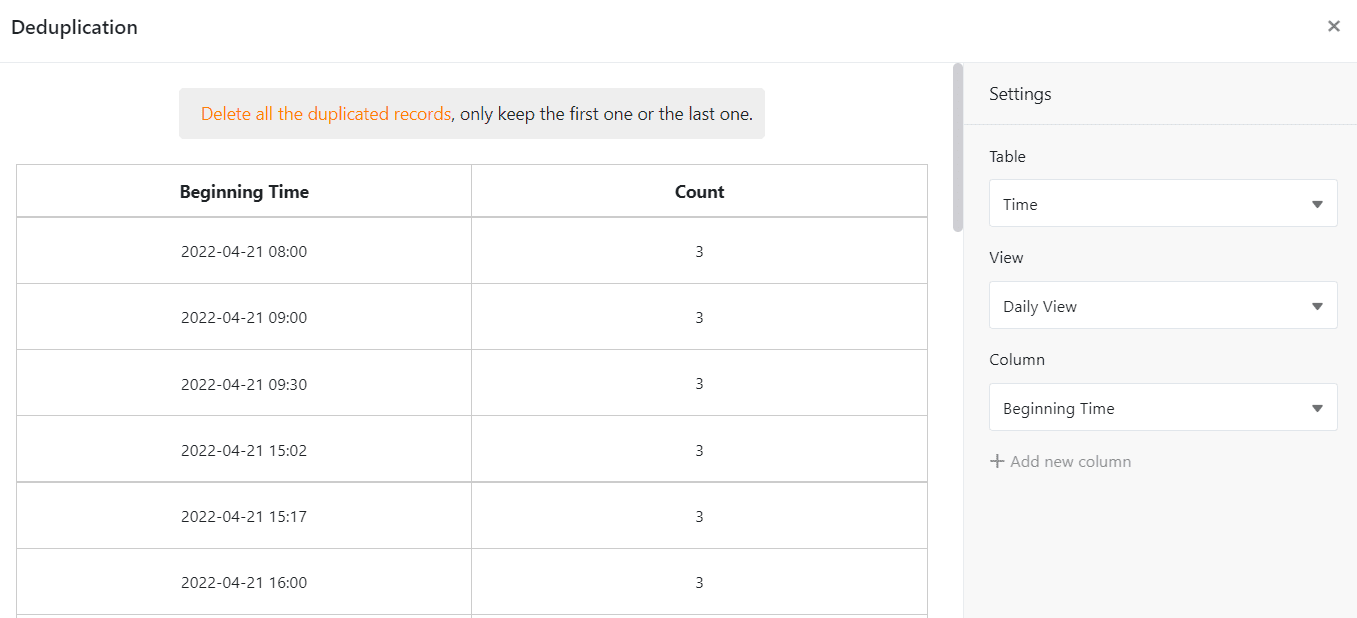 Deduplication
Delete all the duplicated records, only keep the first one or the last one.
Beginning Time Count
2022-04-21 08:00 3
2022-04-21 09:00 3
2022-04-21 09:30 3
2022-04-21 15:02 3
2022-04-21 15:17 3
2022-04-21 16:00 3
Settings
Table
Time
View
Daily View
Column
Beginning Time
Add new column